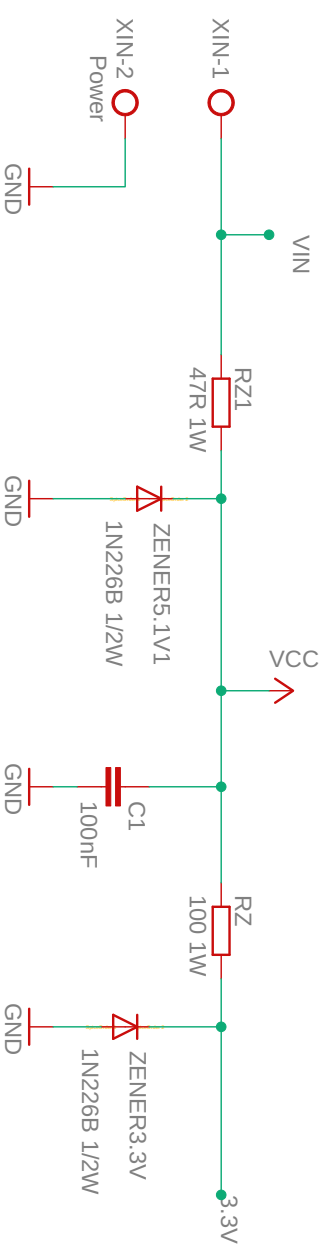 XIN-1
XIN-2
Power
GND
VIN
RZ1
47R 1W
GND
ZENER5.1V1
1N226B 1/2W
VCC
GND
C1
100nF
RZ
100 1W
GND
ZENER3.3V
1N226B 1/2W
3.3V